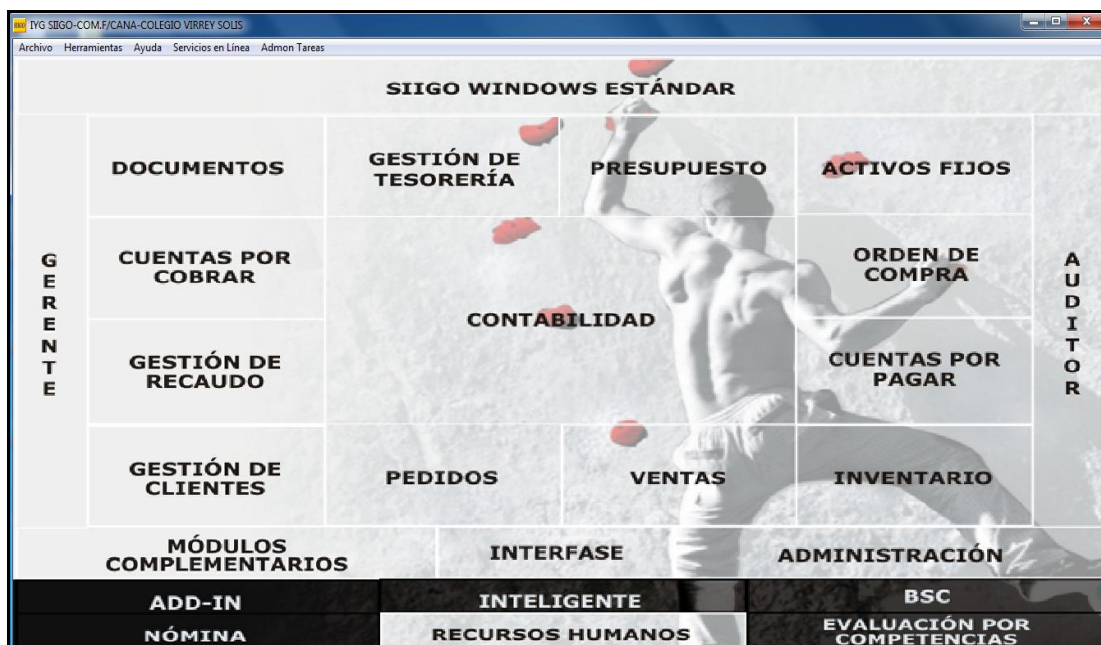 IYG SIIGO-COM.F/CANA-COLEGIO VIRREY SOLIS
Archivo Herramientas Ayuda Servicios en Línea Admon Tareas
SIIGO WINDOWS ESTÁNDAR
GERENTE
DOCUMENTOS
GESTIÓN DE
TESORERÍA
PRESUPUESTO
ACTIVOS FIJOS
CUENTAS POR
COBRAR
CONTABILIDAD
ORDEN DE
COMPRA
GESTIÓN DE
RECAUDO
CUENTAS POR
PAGAR
GESTIÓN DE
CLIENTES
PEDIDOS
VENTAS
INVENTARIO
AUDITOR
MÓDULOS
COMPLEMENTARIOS
INTERFASE
ADMINISTRACIÓN
ADD-IN
INTELIGENTE
BSC
NÓMINA
RECURSOS HUMANOS
EVALUACIÓN POR
COMPETENCIAS